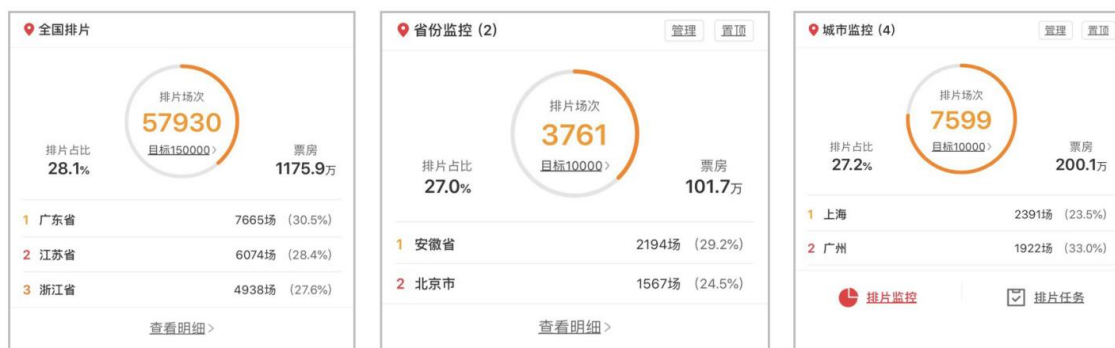 全国排片
排片场次
57930
目标150000>
排片占比
28.1%
票房
1175.9万
1 广东省 7665场 (30.5%)
2 江苏省 6074场 (28.4%)
3 浙江省 4938场 (27.6%)
查看明细>
省份监控 (2) 管理 置顶
排片场次
3761
目标10000>
排片占比
27.0%
票房
101.7万
1 安徽省 2194场 (29.2%)
2 北京市 1567场 (24.5%)
查看明细>
城市监控 (4) 管理 置顶
排片场次
7599
目标10000>
排片占比
27.2%
票房
200.1万
1 上海 2391场 (23.5%)
2 广州 1922场 (33.0%)
排片监控 排片任务